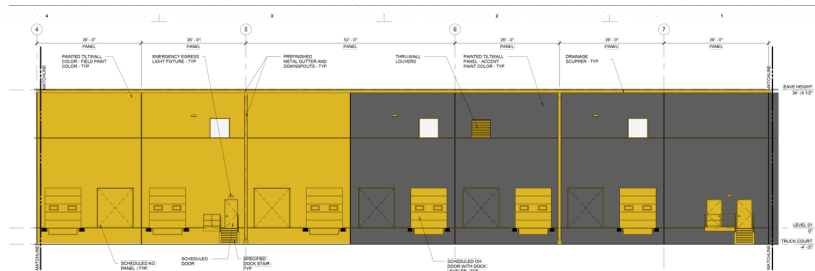 4
3
2
1
4
5
6
7
26' - 0"
26' - 0"
52' - 0"
26' - 0"
26' - 0"
26' - 0"
PANEL
PANEL
PANEL
PANEL
PANEL
PANEL
PAINTED TILTWALL
COLOR - FIELD PAINT
COLOR - TYP
EMERGENCY EGRESS
LIGHT FIXTURE - TYP
PREFINISHED
METAL GUTTER AND
DOWNSPOUTS - TYP
THRU-WALL
LOUVERS
PAINTED TILTWALL
PANEL - ACCENT
PAINT COLOR - TYP
DRAINAGE
SCUPPER - TYP
MATCHLINE
MATCHLINE
EAVE HEIGHT
34' - 4 1/2"
LEVEL 01
0"
TRUCK COURT
-4' - 0"
MATCHLINE
MATCHLINE
SCHEDULED KO
PANEL - TYP
SCHEDULED
DOOR
SPECIFIED
DOCK STAIR -
TYP
SCHEDULED OH
DOOR WITH DOCK